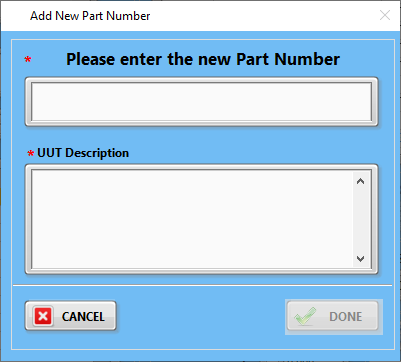 Add New Part Number
* Please enter the new Part Number
* UUT Description
CANCEL
DONE